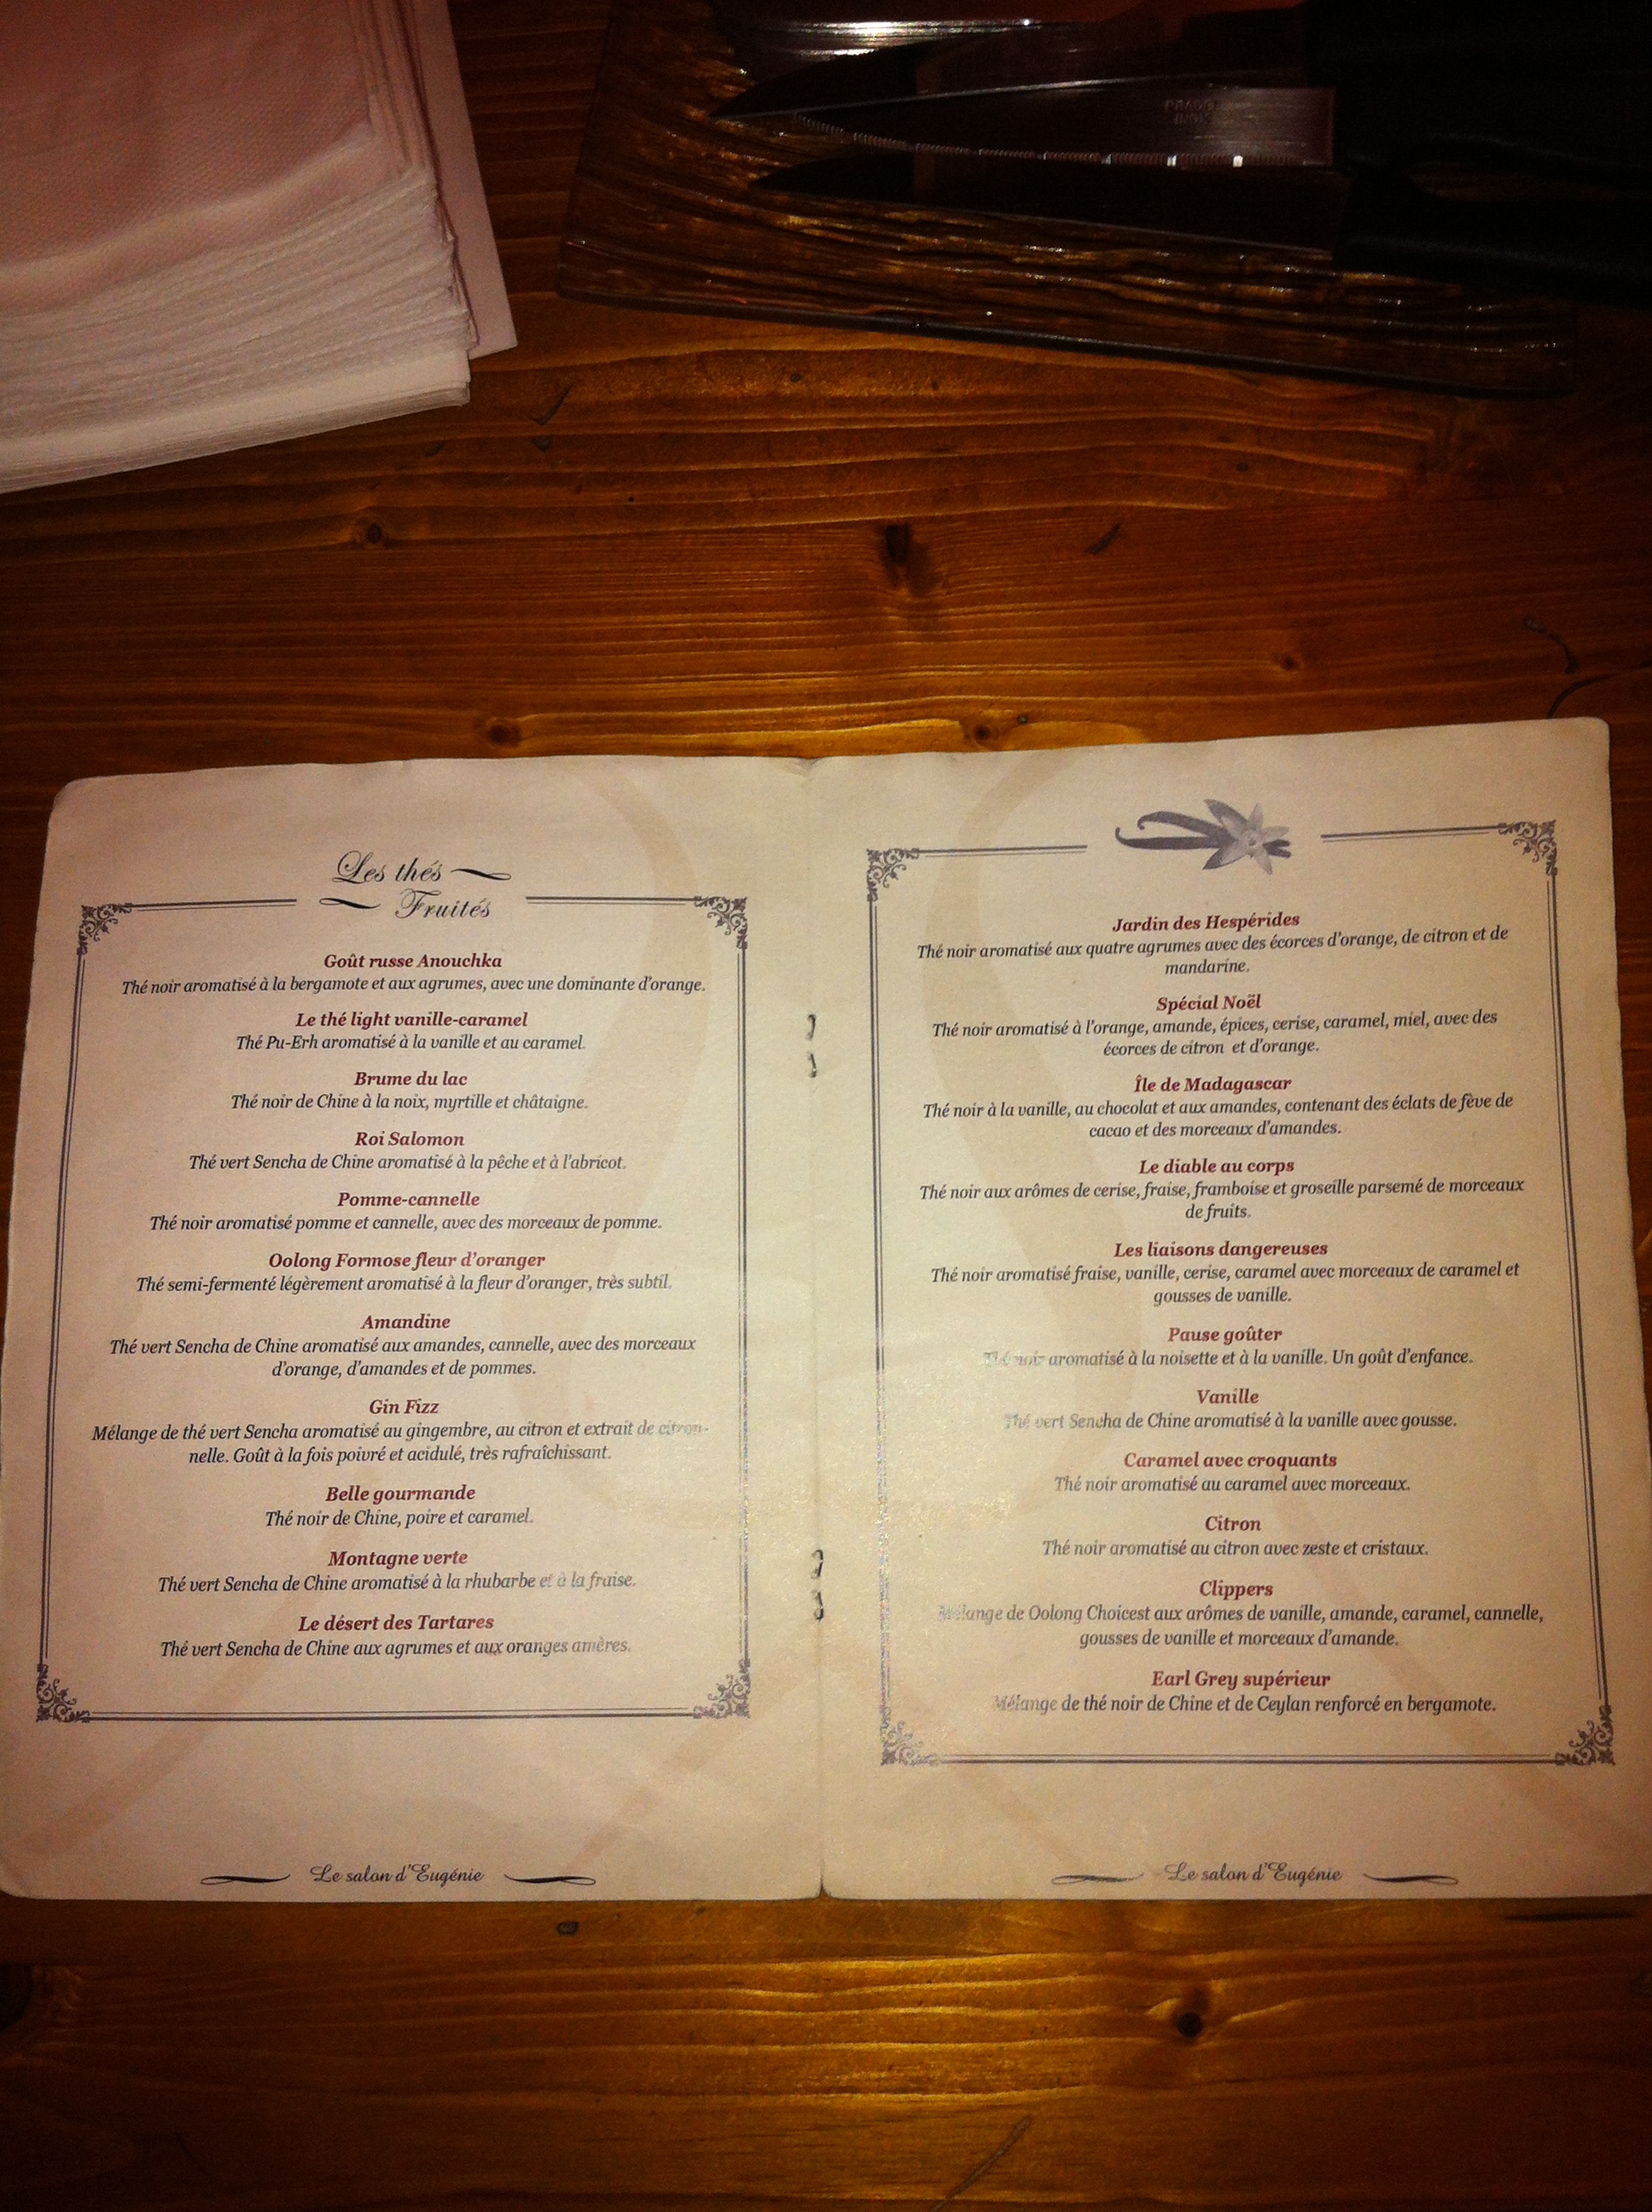 Les thés
Fruités
Goût russe Anouchka
Thé noir aromatisé à la bergamote et aux agrumes, avec une dominante d'orange.
Le thé light vanille-caramel
Thé Pu-Erh aromatisé à la vanille et au caramel.
Brume du lac
Thé noir de Chine à la noix, myrtille et châtaigne.
Roi Salomon
Thé vert Sencha de Chine aromatisé à la pêche et à l'abricot.
Pomme-cannelle
Thé noir aromatisé pomme et cannelle, avec des morceaux de pomme.
Oolong Formose fleur d'oranger
Thé semi-fermenté légèrement aromatisé à la fleur d'oranger, très subtil.
Amandine
Thé vert Sencha de Chine aromatisé aux amandes, cannelle, avec des morceaux
d'orange, d'amandes et de pommes.
Gin Fizz
Mélange de thé vert Sencha aromatisé au gingembre, au citron et extrait de citron-
nelle. Goût à la fois poivré et acidulé, très rafraîchissant.
Belle gourmande
Thé noir de Chine, poire et caramel.
Montagne verte
Thé vert Sencha de Chine aromatisé à la rhubarbe et à la fraise.
Le désert des Tartares
Thé vert Sencha de Chine aux agrumes et aux oranges amères.
Le salon d'Eugénie
Jardin des Hespérides
Thé noir aromatisé aux quatre agrumes avec des écorces d'orange, de citron et de
mandarine.
Spécial Noël
Thé noir aromatisé à l'orange, amande, épices, cerise, caramel, miel, avec des
écorces de citron et d'orange.
Île de Madagascar
Thé noir à la vanille, au chocolat et aux amandes, contenant des éclats de fève de
cacao et des morceaux d'amandes.
Le diable au corps
Thé noir aux arômes de cerise, fraise, framboise et groseille parsemé de morceaux
de fruits.
Les liaisons dangereuses
Thé noir aromatisé fraise, vanille, cerise, caramel avec morceaux de caramel et
gousses de vanille.
Pause goûter
Thé noir aromatisé à la noisette et à la vanille. Un goût d'enfance.
Vanille
Thé vert Sencha de Chine aromatisé à la vanille avec gousse.
Caramel avec croquants
Thé noir aromatisé au caramel avec morceaux.
Citron
Thé noir aromatisé au citron avec zeste et cristaux.
Clippers
Mélange de Oolong Choicest aux arômes de vanille, amande, caramel, cannelle,
gousses de vanille et morceaux d'amande.
Earl Grey supérieur
Mélange de thé noir de Chine et de Ceylan renforcé en bergamote.
Le salon d'Eugénie